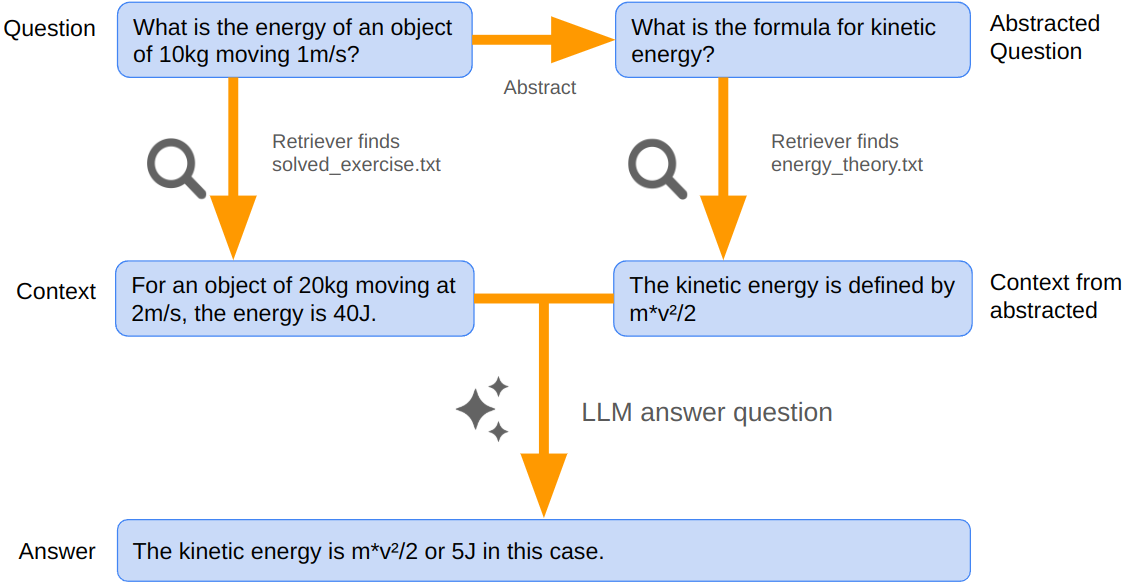 Question
What is the energy of an object
of 10kg moving 1m/s?
Abstract
What is the formula for kinetic
energy?
Abstracted
Question
Retriever finds
solved_exercise.txt
Retriever finds
energy_theory.txt
Context
For an object of 20kg moving at
2m/s, the energy is 40J.
The kinetic energy is defined by
m*v²/2
Context from
abstracted
LLM answer question
Answer
The kinetic energy is m*v²/2 or 5J in this case.